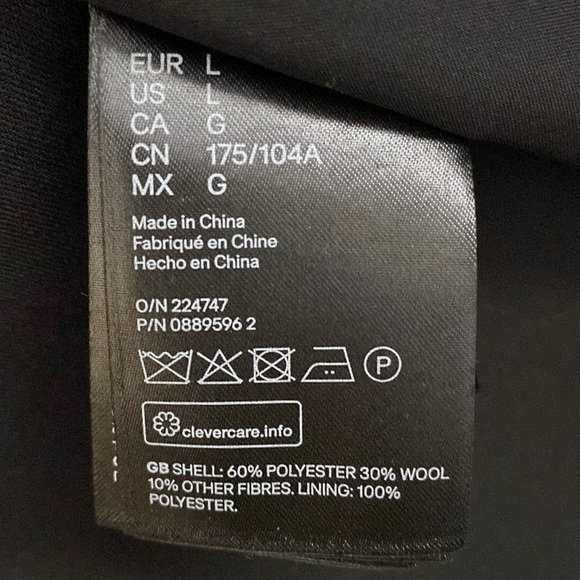 EUR L
US L
CA G
CN 175/104A
MX G
Made in China
Fabriqué en Chine
Hecho en China
O/N 224747
P/N 0889596 2
P
clevercare.info
GB SHELL: 60% POLYESTER 30% WOOL
10% OTHER FIBRES. LINING: 100%
POLYESTER.